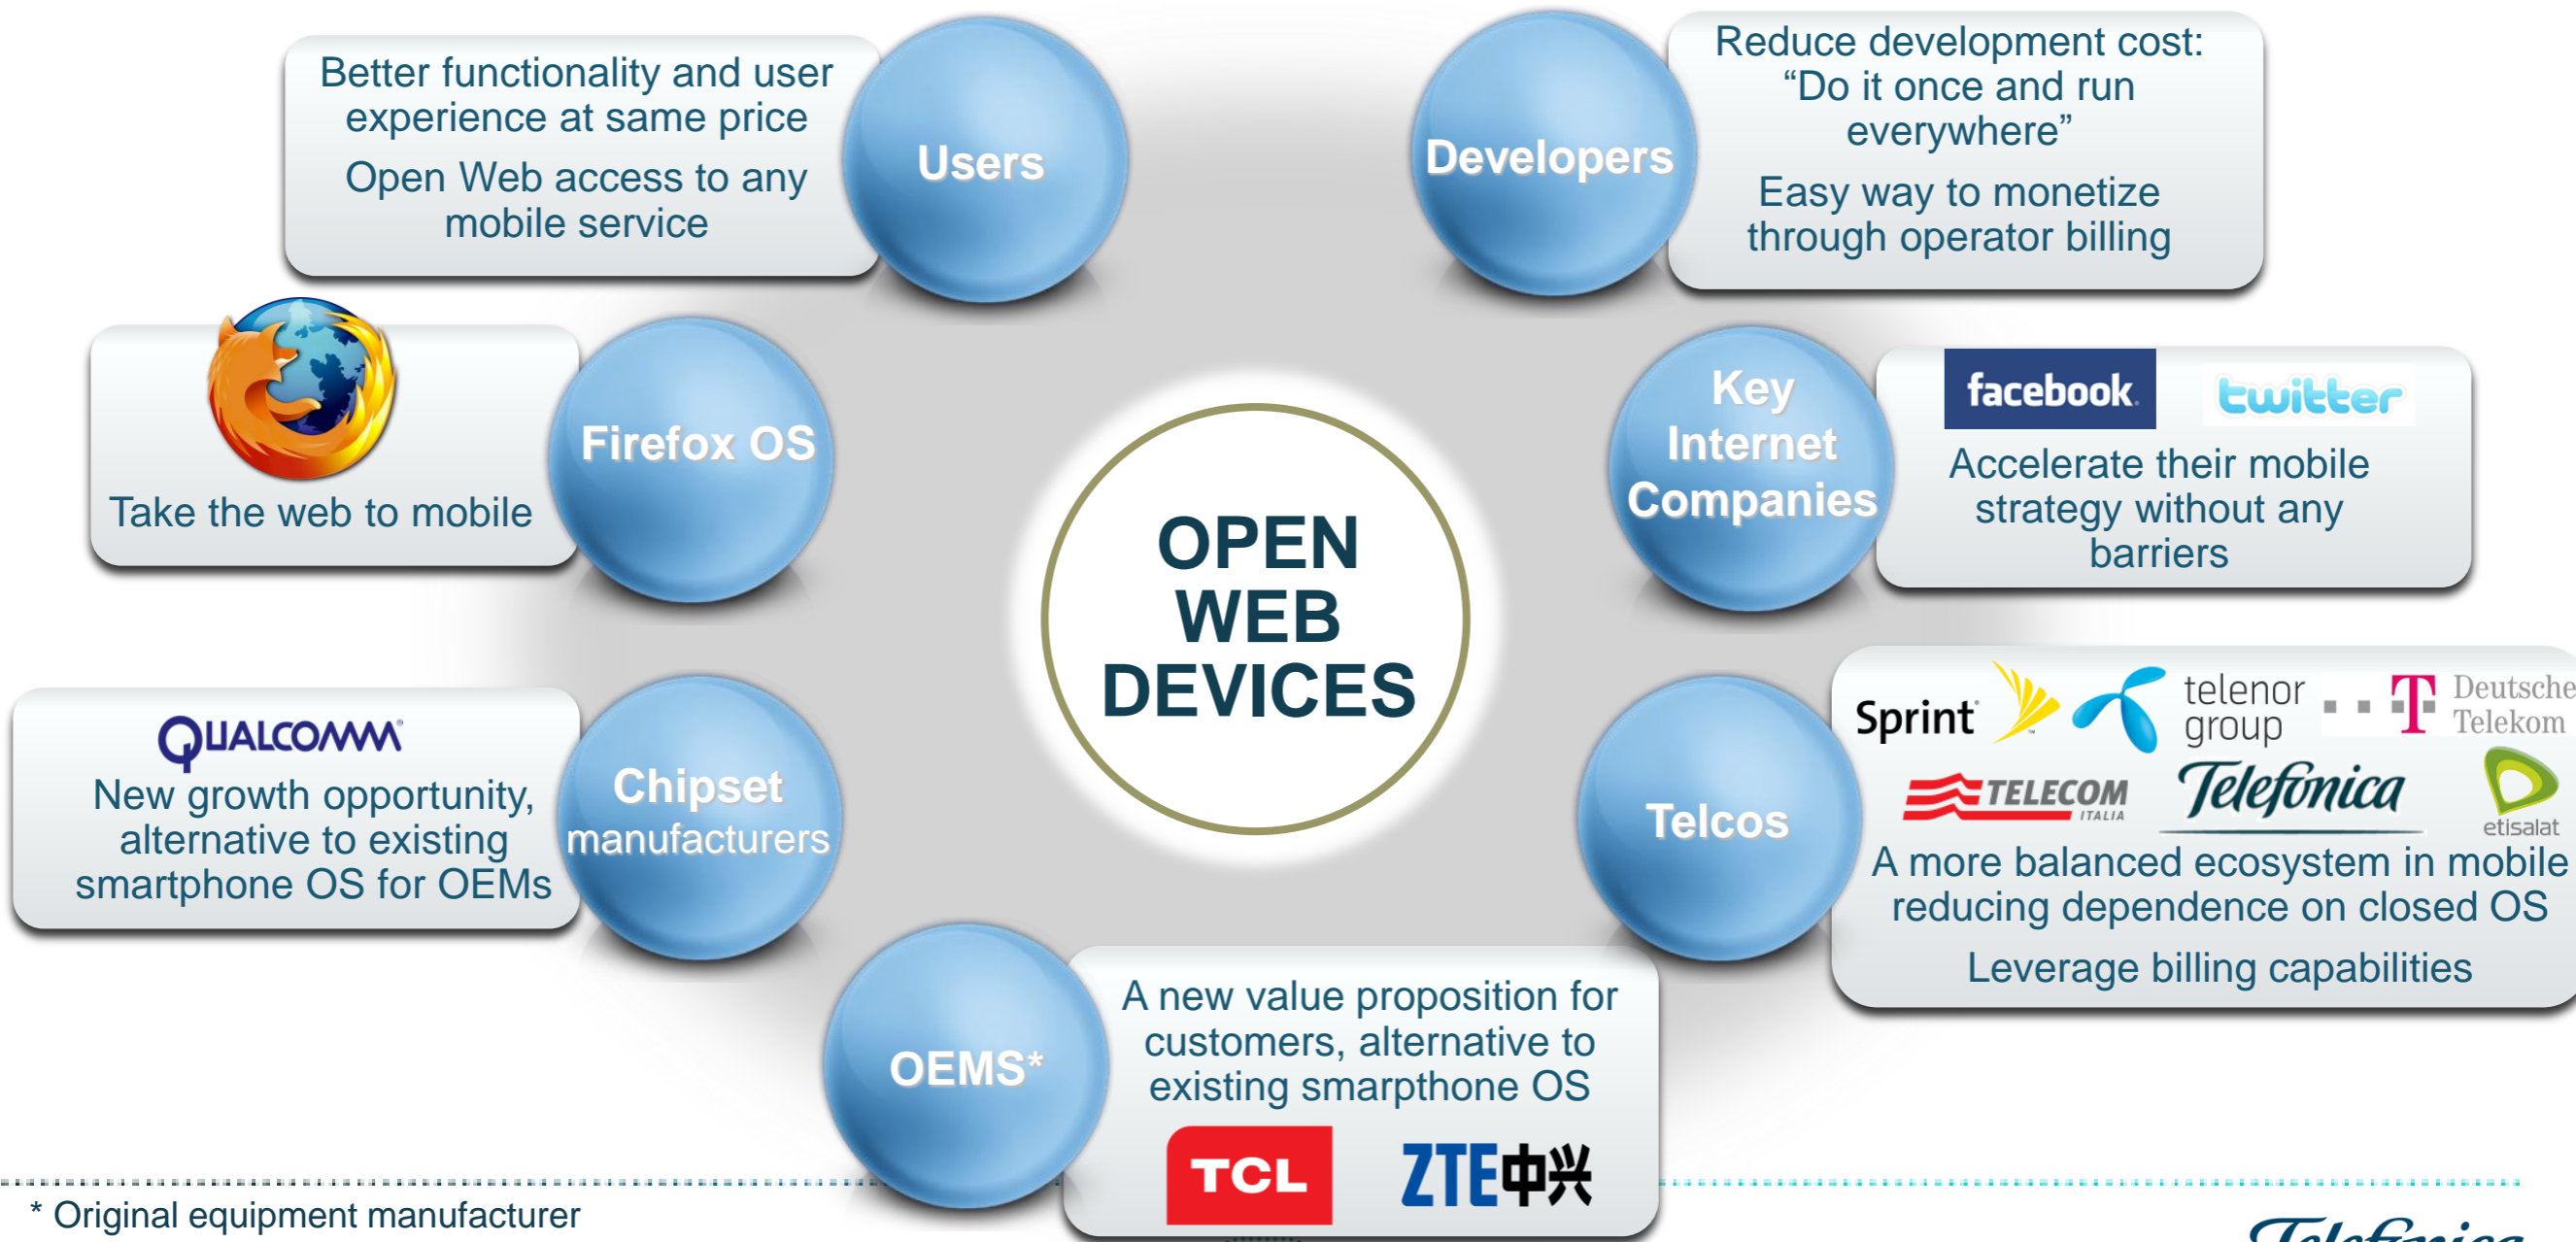 Better functionality and user
experience at same price
Open Web access to any
mobile service
Users
Developers
Reduce development cost:
“Do it once and run
everywhere”
Easy way to monetize
through operator billing
Take the web to mobile
Firefox OS
Key
Internet
Companies
facebook
twitter
Accelerate their mobile
strategy without any
barriers
OPEN
WEB
DEVICES
QUALCOMM
New growth opportunity,
alternative to existing
smartphone OS for OEMs
Chipset
manufacturers
Telcos
Sprint
telenor
group
T Deutsche
Telekom
TELECOM
ITALIA
Telefónica
etisalat
A more balanced ecosystem in mobile
reducing dependence on closed OS
Leverage billing capabilities
OEMS*
A new value proposition for
customers, alternative to
existing smarpthone OS
TCL
ZTE中兴
* Original equipment manufacturer
Telefónica